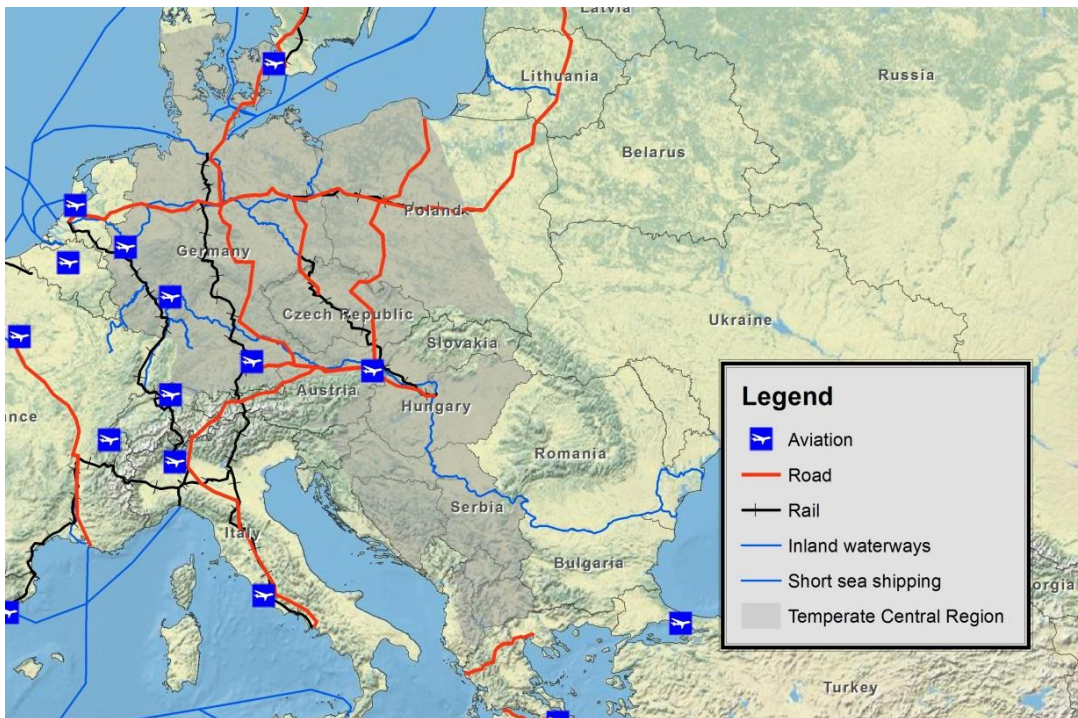 Latvia
Lithuania
Russia
Belarus
Poland
Germany
Czech Republic
Ukraine
Slovakia
Austria
Hungary
nce
Romania
Serbia
Italy
Bulgaria
Turkey
orgia
Legend
Aviation
Road
Rail
Inland waterways
Short sea shipping
Temperate Central Region